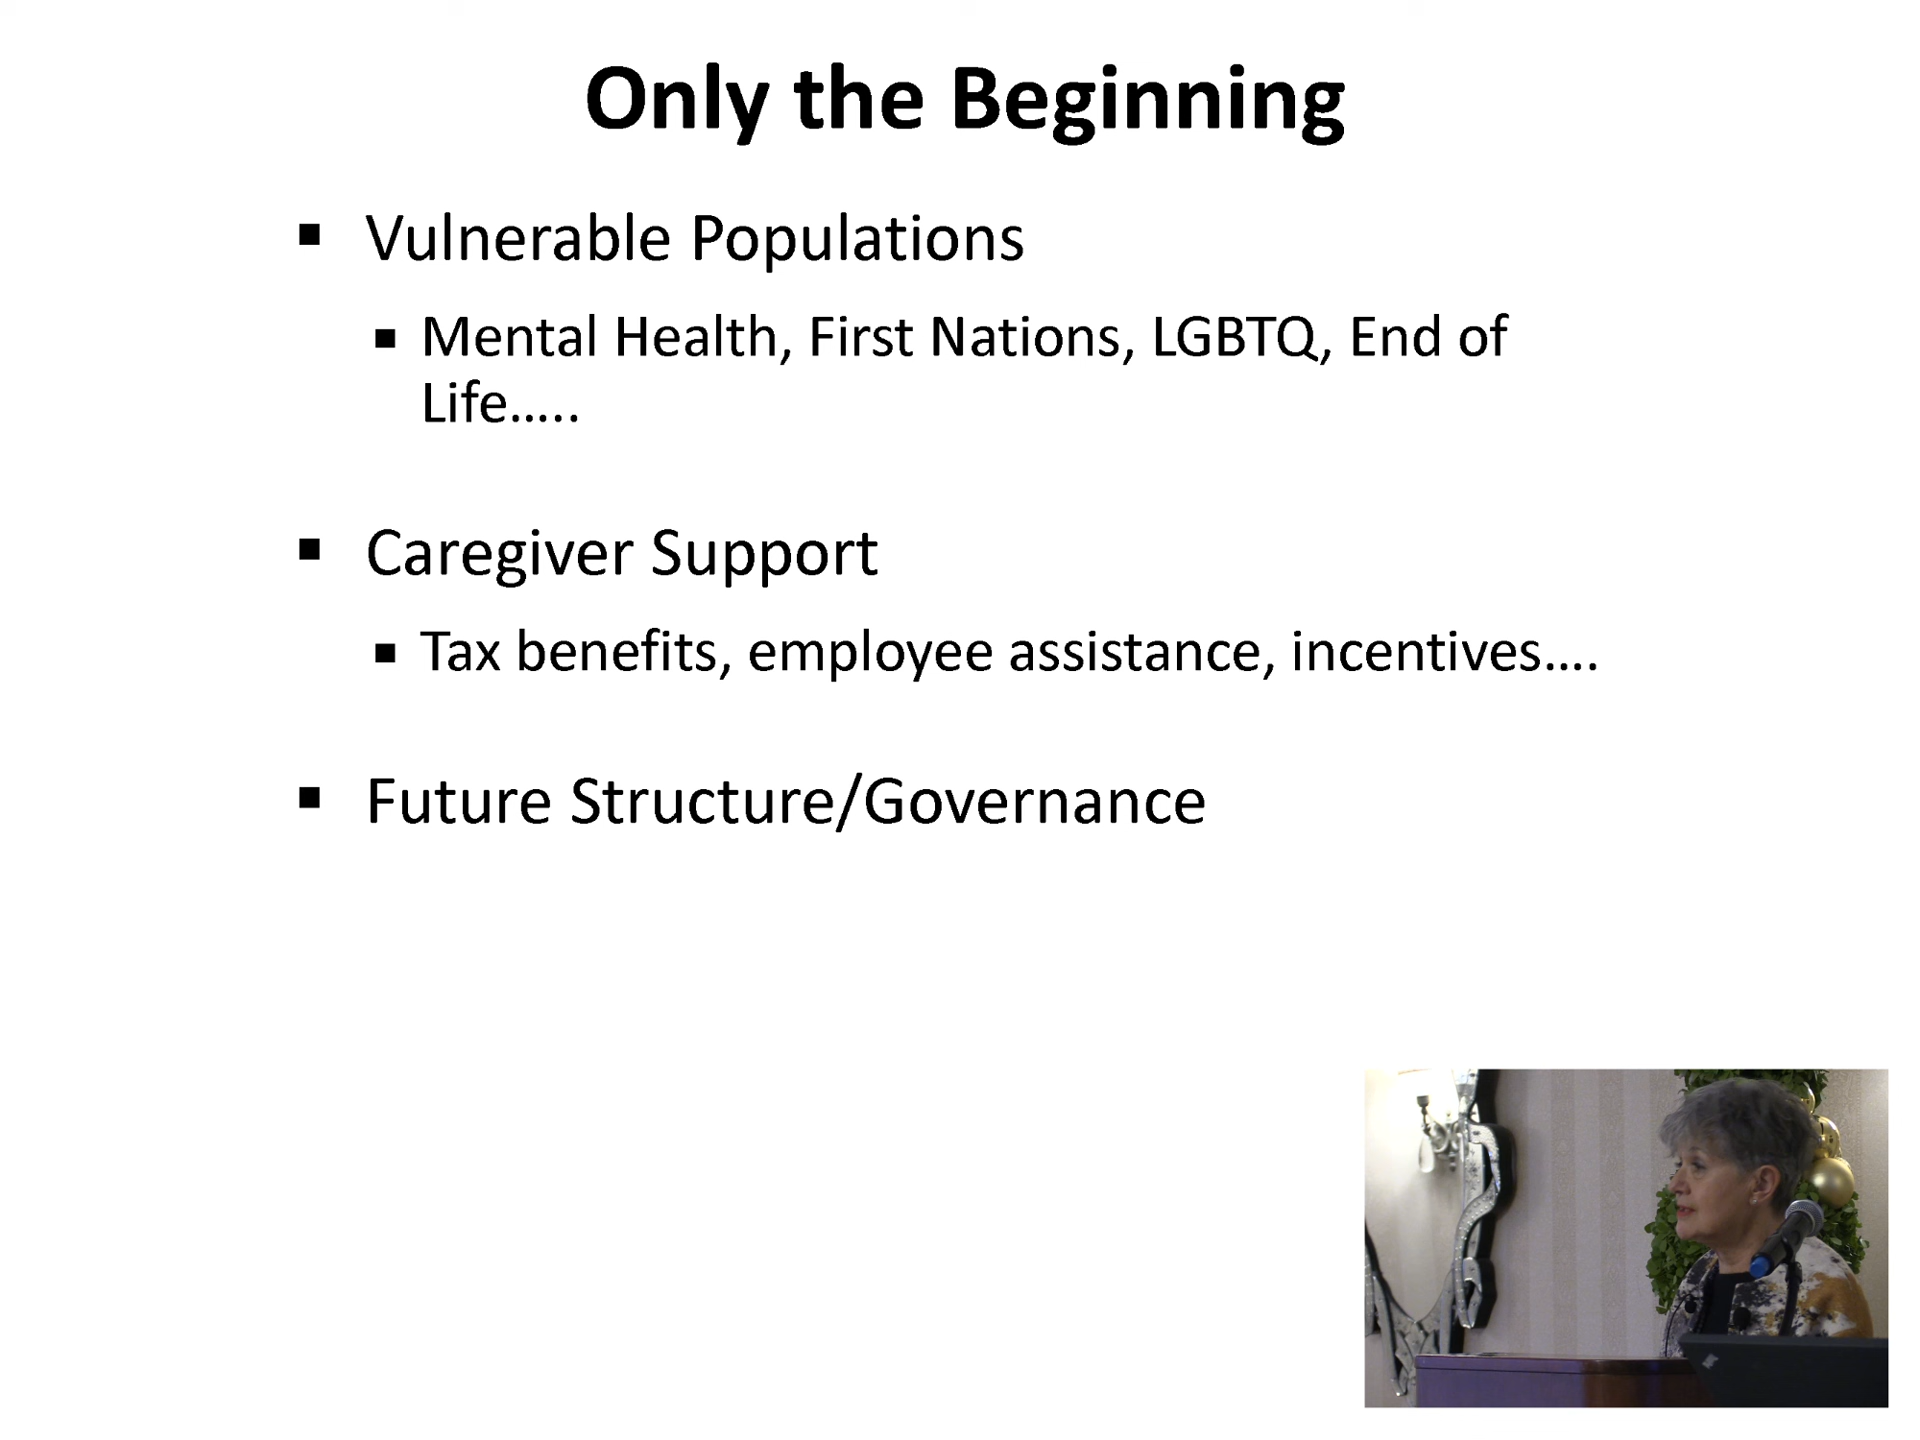 Only the Beginning
▪ Vulnerable Populations
▪ Mental Health, First Nations, LGBTQ, End of
Life…..
▪ Caregiver Support
▪ Tax benefits, employee assistance, incentives….
▪ Future Structure/Governance